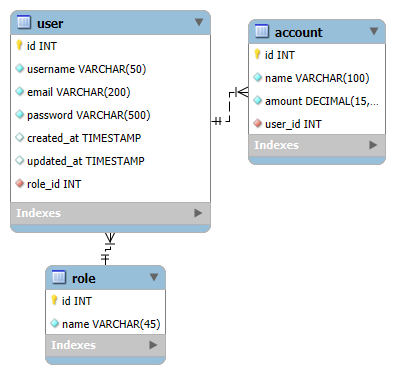 user
id INT
username VARCHAR(50)
email VARCHAR(200)
password VARCHAR(500)
created_at TIMESTAMP
updated_at TIMESTAMP
role_id INT
Indexes
account
id INT
name VARCHAR(100)
amount DECIMAL(15,...
user_id INT
Indexes
role
id INT
name VARCHAR(45)
Indexes